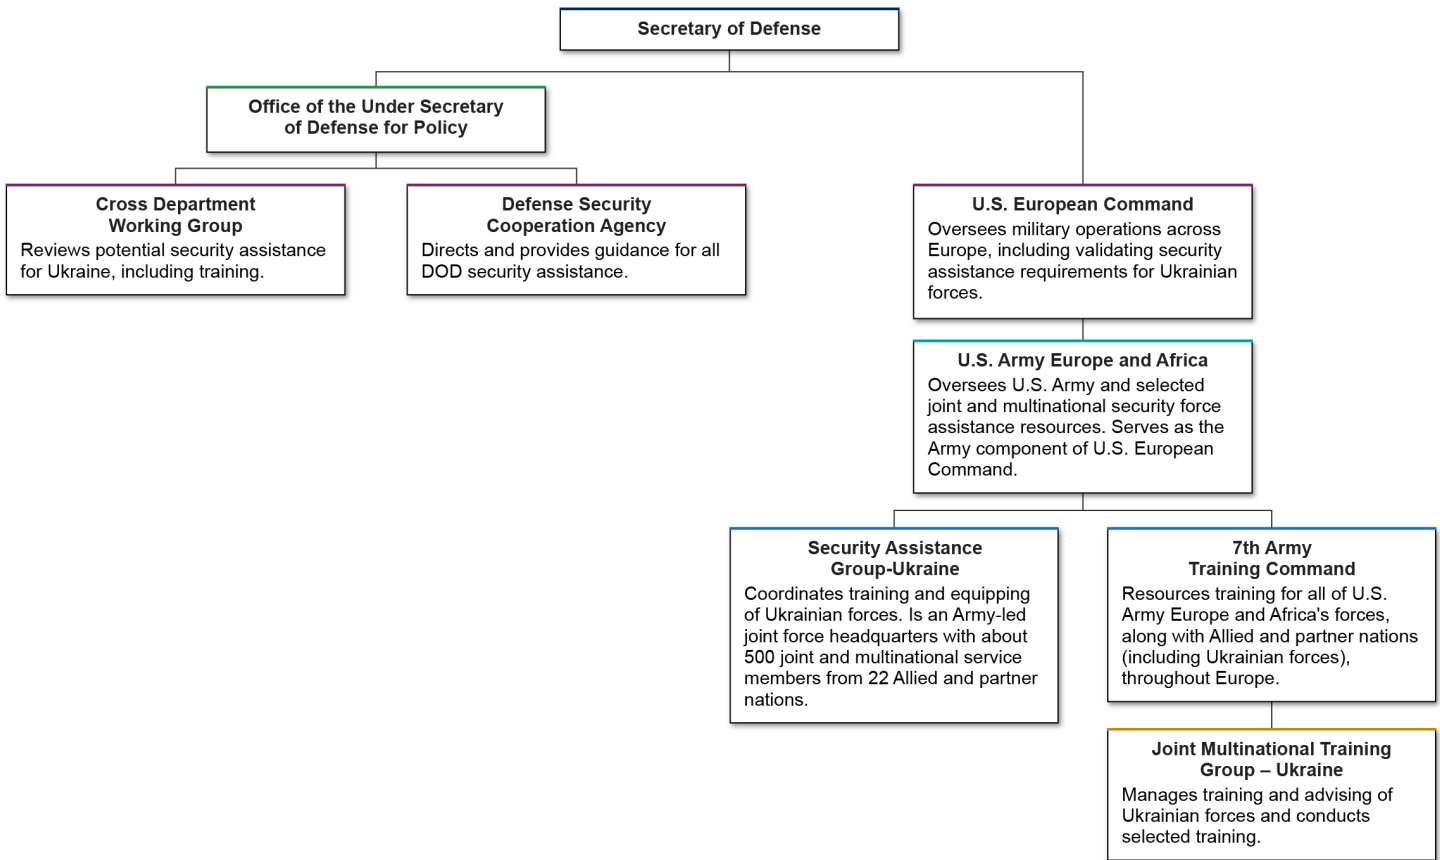 Secretary of Defense
Office of the Under Secretary
of Defense for Policy
Cross Department
Working Group
Reviews potential security assistance
for Ukraine, including training.
Defense Security
Cooperation Agency
Directs and provides guidance for all
DOD security assistance.
U.S. European Command
Oversees military operations across
Europe, including validating security
assistance requirements for Ukrainian
forces.
U.S. Army Europe and Africa
Oversees U.S. Army and selected
joint and multinational security force
assistance resources. Serves as the
Army component of U.S. European
Command.
Security Assistance
Group-Ukraine
Coordinates training and equipping
of Ukrainian forces. Is an Army-led
joint force headquarters with about
500 joint and multinational service
members from 22 Allied and partner
nations.
7th Army
Training Command
Resources training for all of U.S.
Army Europe and Africa's forces,
along with Allied and partner nations
(including Ukrainian forces),
throughout Europe.
Joint Multinational Training
Group – Ukraine
Manages training and advising of
Ukrainian forces and conducts
selected training.